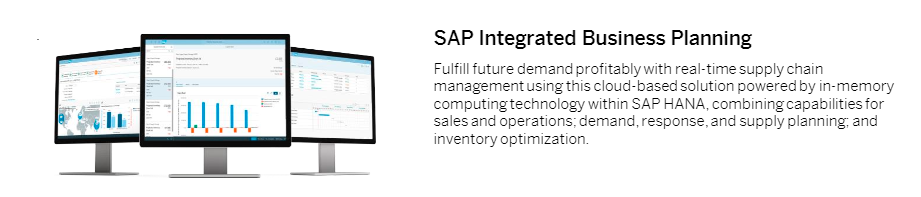 SAP Integrated Business Planning
Fulfill future demand profitably with real-time supply chain
management using this cloud-based solution powered by in-memory
computing technology within SAP HANA, combining capabilities for
sales and operations; demand, response, and supply planning; and
inventory optimization.